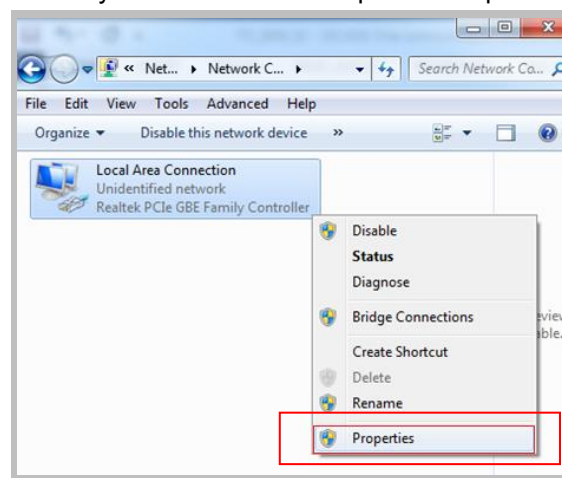 « Net... ▸ Network C... ▸ Search Network Co...
File Edit View Tools Advanced Help
Organize ▾ Disable this network device »
Local Area Connection
Unidentified network
Realtek PCIe GBE Family Controller
Disable
Status
Diagnose
Bridge Connections
Create Shortcut
Delete
Rename
Properties